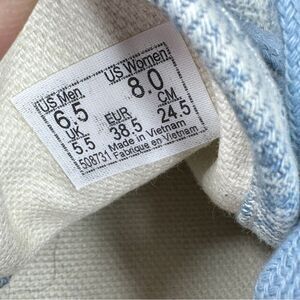 US Men US Women
6.5 8.0
UK EUR CM
5.5 38.5 24.5
508731 Made in Vietnam
Fabriqué en Vietnam